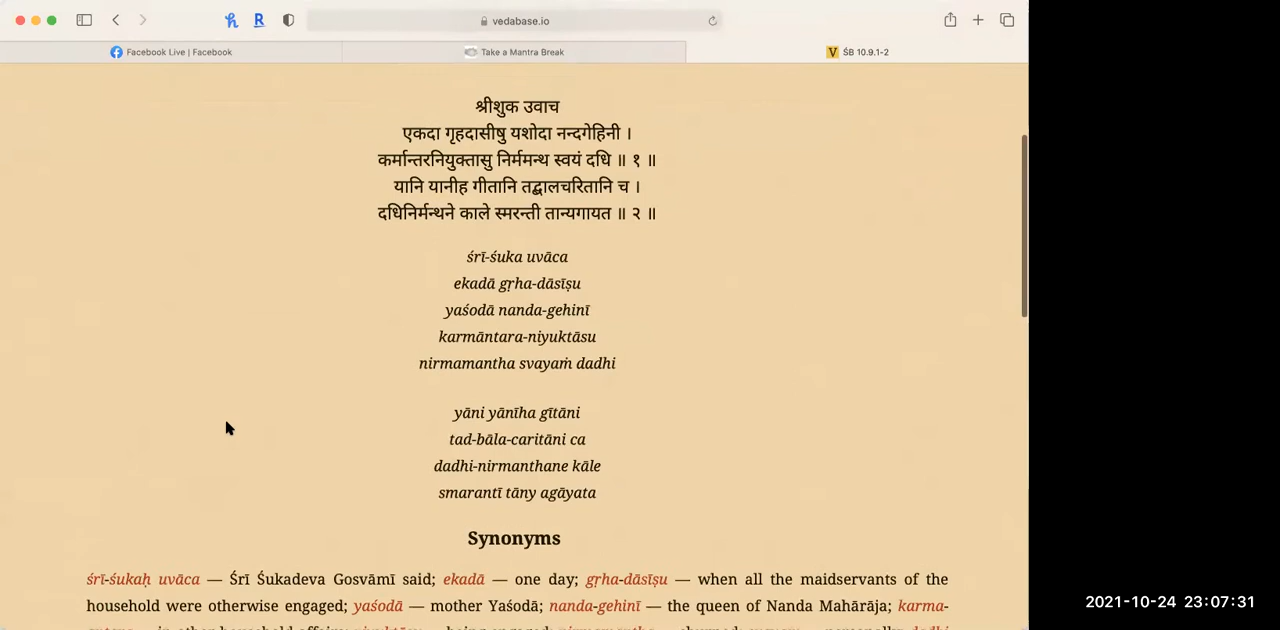 vedabase.io
Facebook Live | Facebook
Take a Mantra Break
V ŚB 10.9.1-2
श्रीशुक उवाच
एकदा गृहदासीषु यशोदा नन्दगेहिनी ।
कर्मान्तरनियुक्तासु निर्ममन्थ स्वयं दधि ॥ १ ॥
यानि यानीह गीतानि तद्बालचरितानि च ।
दधिनिर्मन्थने काले स्मरन्ती तान्यगायत ॥ २ ॥
śrī-śuka uvāca
ekadā gṛha-dāsīṣu
yaśodā nanda-gehinī
karmāntara-niyuktāsu
nirmamantha svayaṁ dadhi
yāni yānīha gītāni
tad-bāla-caritāni ca
dadhi-nirmanthane kāle
smarantī tāny agāyata
Synonyms
śrī-śukaḥ uvāca — Śrī Śukadeva Gosvāmī said; ekadā — one day; gṛha-dāsīṣu — when all the maidservants of the
household were otherwise engaged; yaśodā — mother Yaśodā; nanda-gehinī — the queen of Nanda Mahārāja; karma-
2021-10-24 23:07:31